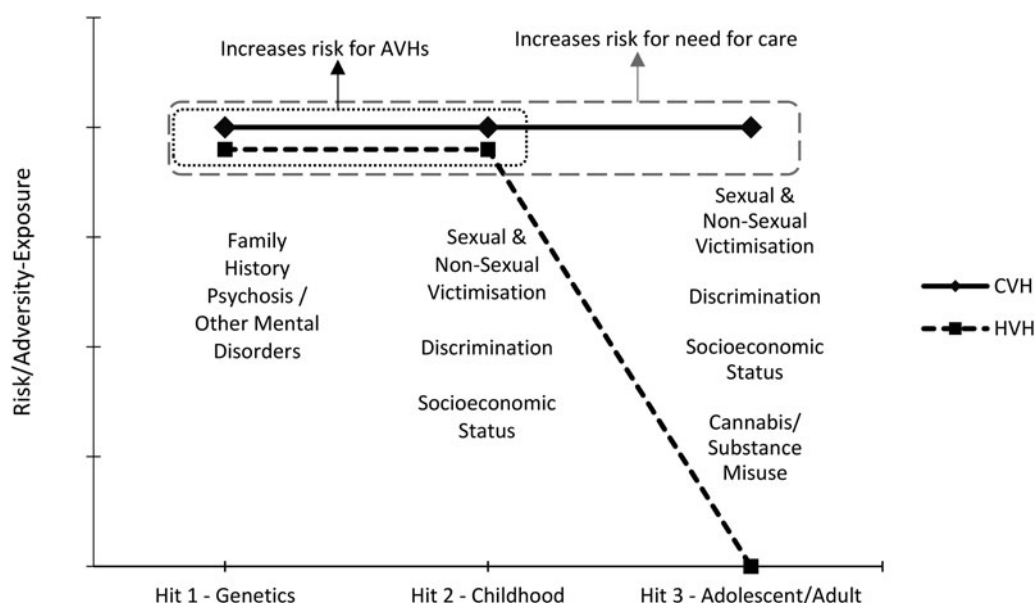 Increases risk for AVHs
Increases risk for need for care
Risk/Adversity-Exposure
Family
History
Psychosis /
Other Mental
Disorders
Sexual &
Non-Sexual
Victimisation
Discrimination
Socioeconomic
Status
Sexual &
Non-Sexual
Victimisation
Discrimination
Socioeconomic
Status
Cannabis/
Substance
Misuse
CVH
HVH
Hit 1 - Genetics
Hit 2 - Childhood
Hit 3 - Adolescent/Adult